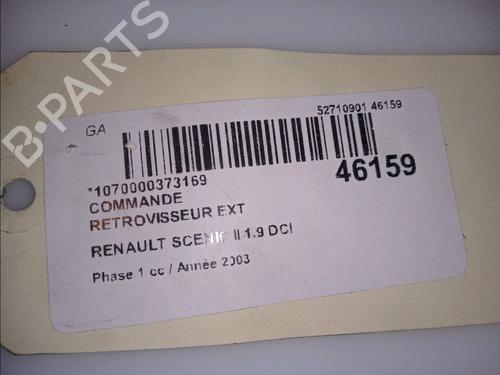 B-PARTS
GA
52710901 46159
*1070000373169
46159
COMMANDE
RETROVISSEUR EXT
RENAULT SCENIC II 1.9 DCI
Phase 1 cc / Année 2003